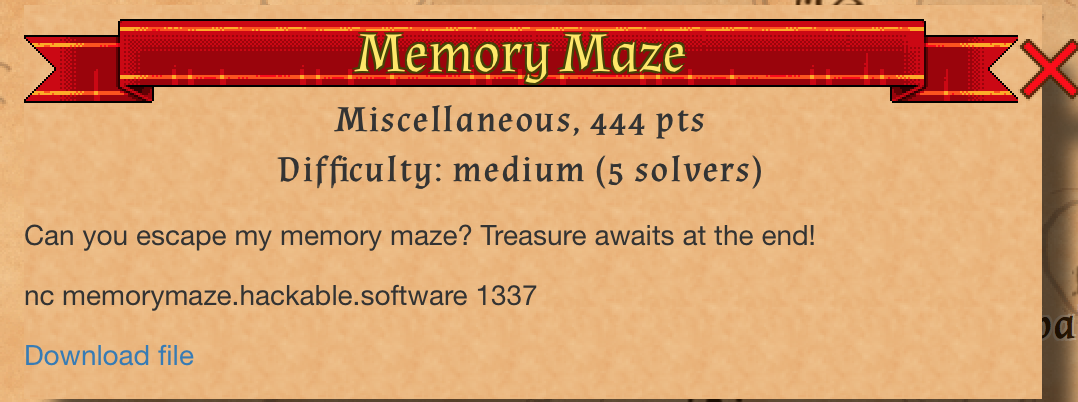 Memory Maze
Miscellaneous, 444 pts
Difficulty: medium (5 solvers)
Can you escape my memory maze? Treasure awaits at the end!
nc memorymaze.hackable.software 1337
Download file